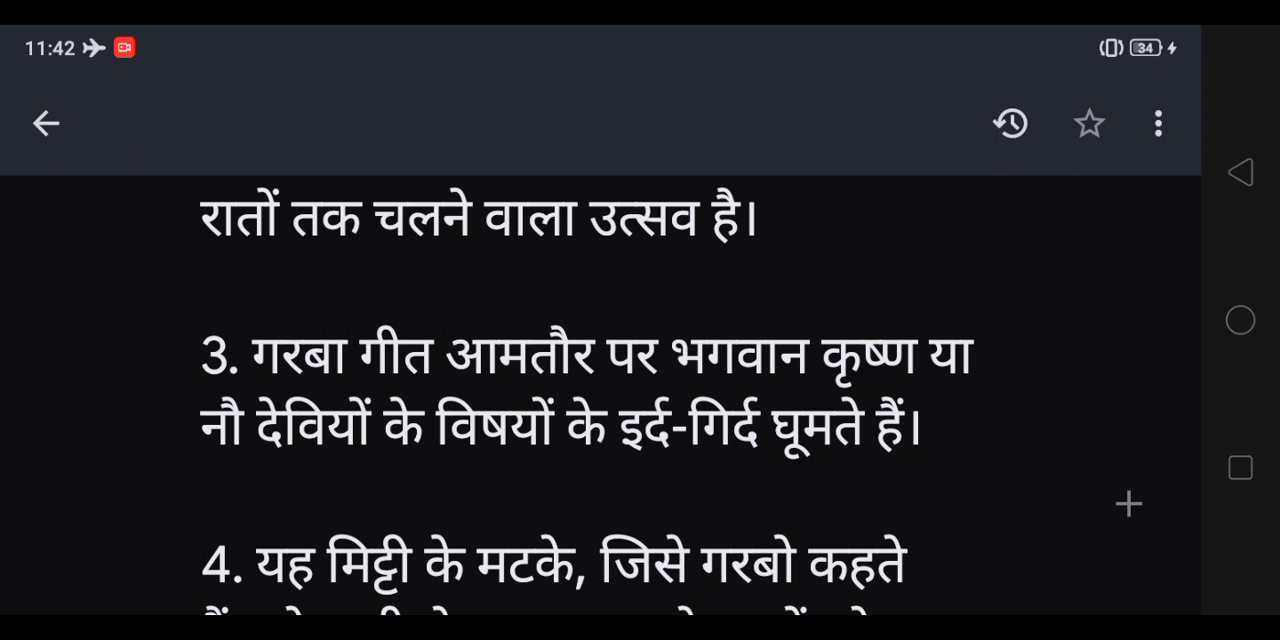 11:42
34
रातों तक चलने वाला उत्सव है।
3. गरबा गीत आमतौर पर भगवान कृष्ण या
नौ देवियों के विषयों के इर्द-गिर्द घूमते हैं।
4. यह मिट्टी के मटके, जिसे गरबो कहते